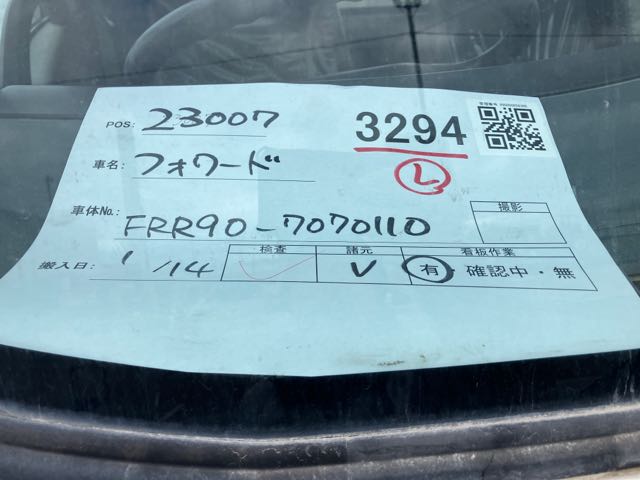 POS: 23007
3294
車名: フォワード
L
車体No.: FRR90-7070110
撮影
搬入日: 1/14
検査 諸元 看板作業
✓ V 有・確認中・無